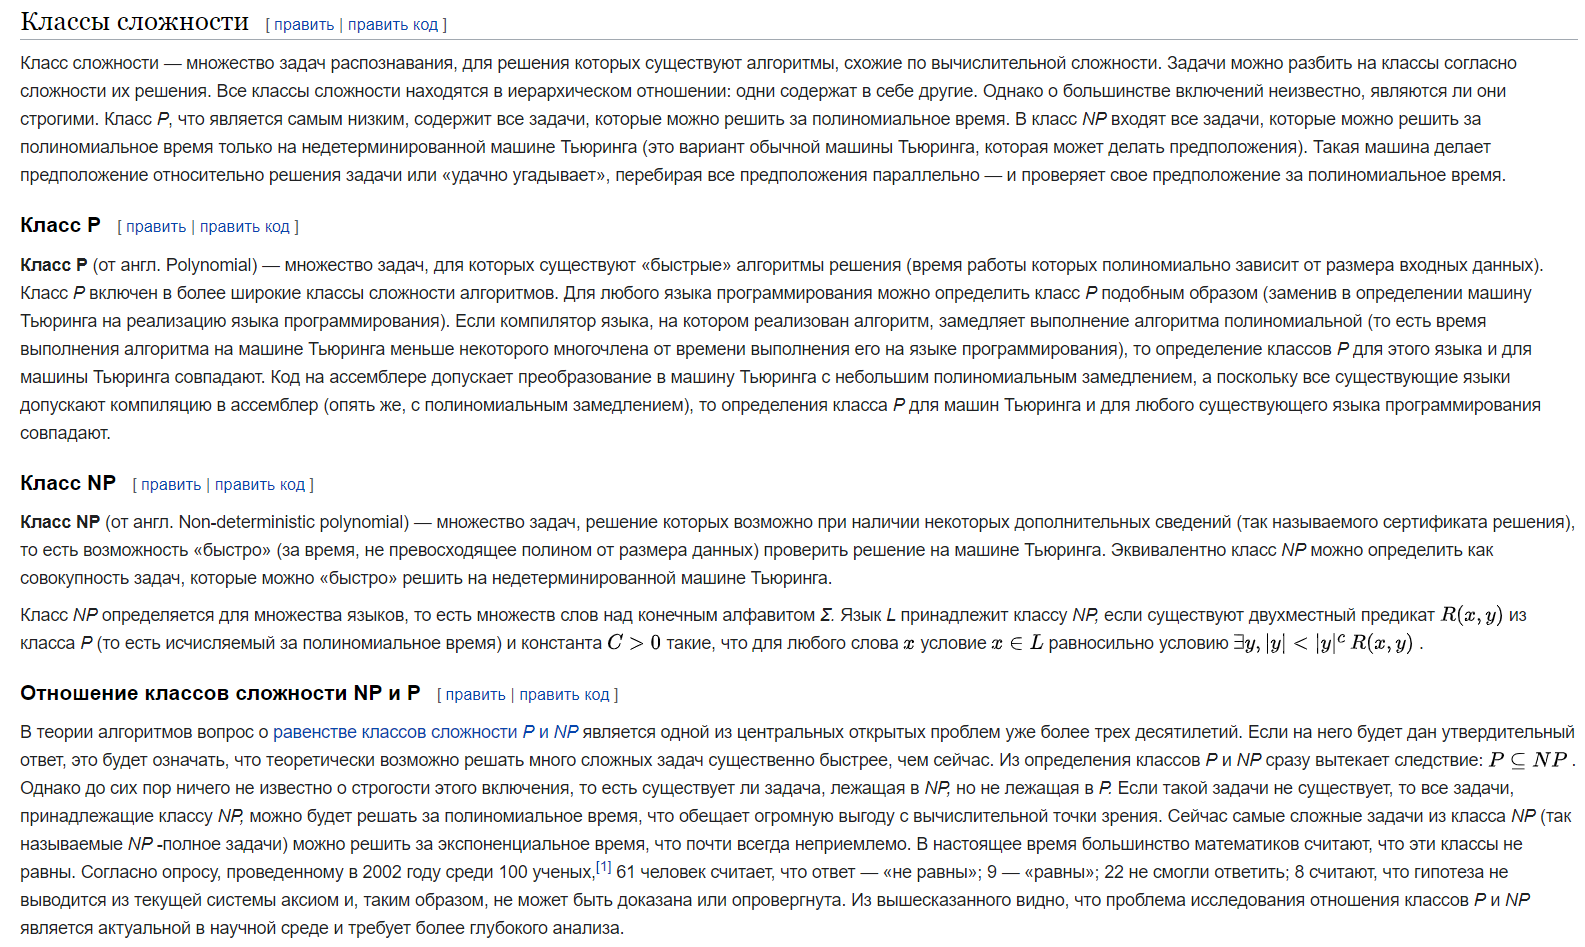 Классы сложности [ править | править код ]
Класс сложности — множество задач распознавания, для решения которых существуют алгоритмы, схожие по вычислительной сложности. Задачи можно разбить на классы согласно
сложности их решения. Все классы сложности находятся в иерархическом отношении: одни содержат в себе другие. Однако о большинстве включений неизвестно, являются ли они
строгими. Класс P, что является самым низким, содержит все задачи, которые можно решить за полиномиальное время. В класс NP входят все задачи, которые можно решить за
полиномиальное время только на недетерминированной машине Тьюринга (это вариант обычной машины Тьюринга, которая может делать предположения). Такая машина делает
предположение относительно решения задачи или «удачно угадывает», перебирая все предположения параллельно — и проверяет свое предположение за полиномиальное время.
Класс P [ править | править код ]
Класс P (от англ. Polynomial) — множество задач, для которых существуют «быстрые» алгоритмы решения (время работы которых полиномиально зависит от размера входных данных).
Класс P включен в более широкие классы сложности алгоритмов. Для любого языка программирования можно определить класс P подобным образом (заменив в определении машину
Тьюринга на реализацию языка программирования). Если компилятор языка, на котором реализован алгоритм, замедляет выполнение алгоритма полиномиальной (то есть время
выполнения алгоритма на машине Тьюринга меньше некоторого многочлена от времени выполнения его на языке программирования), то определение классов P для этого языка и для
машины Тьюринга совпадают. Код на ассемблере допускает преобразование в машину Тьюринга с небольшим полиномиальным замедлением, а поскольку все существующие языки
допускают компиляцию в ассемблер (опять же, с полиномиальным замедлением), то определения класса P для машин Тьюринга и для любого существующего языка программирования
совпадают.
Класс NP [ править | править код ]
Класс NP (от англ. Non-deterministic polynomial) — множество задач, решение которых возможно при наличии некоторых дополнительных сведений (так называемого сертификата решения),
то есть возможность «быстро» (за время, не превосходящее полином от размера данных) проверить решение на машине Тьюринга. Эквивалентно класс NP можно определить как
совокупность задач, которые можно «быстро» решить на недетерминированной машине Тьюринга.
Класс NP определяется для множества языков, то есть множеств слов над конечным алфавитом Σ. Язык L принадлежит классу NP, если существуют двухместный предикат R(x, y) из
класса P (то есть исчисляемый за полиномиальное время) и константа C > 0 такие, что для любого слова x условие x ∈ L равносильно условию ∃y, |y| < |y|ᶜ R(x, y) .
Отношение классов сложности NP и P [ править | править код ]
В теории алгоритмов вопрос о равенстве классов сложности P и NP является одной из центральных открытых проблем уже более трех десятилетий. Если на него будет дан утвердительный
ответ, это будет означать, что теоретически возможно решать много сложных задач существенно быстрее, чем сейчас. Из определения классов P и NP сразу вытекает следствие: P ⊆ NP .
Однако до сих пор ничего не известно о строгости этого включения, то есть существует ли задача, лежащая в NP, но не лежащая в P. Если такой задачи не существует, то все задачи,
принадлежащие классу NP, можно будет решать за полиномиальное время, что обещает огромную выгоду с вычислительной точки зрения. Сейчас самые сложные задачи из класса NP (так
называемые NP -полное задачи) можно решить за экспоненциальное время, что почти всегда неприемлемо. В настоящее время большинство математиков считают, что эти классы не
равны. Согласно опросу, проведенному в 2002 году среди 100 ученых,[1] 61 человек считает, что ответ — «не равны»; 9 — «равны»; 22 не смогли ответить; 8 считают, что гипотеза не
выводится из текущей системы аксиом и, таким образом, не может быть доказана или опровергнута. Из вышесказанного видно, что проблема исследования отношения классов P и NP
является актуальной в научной среде и требует более глубокого анализа.